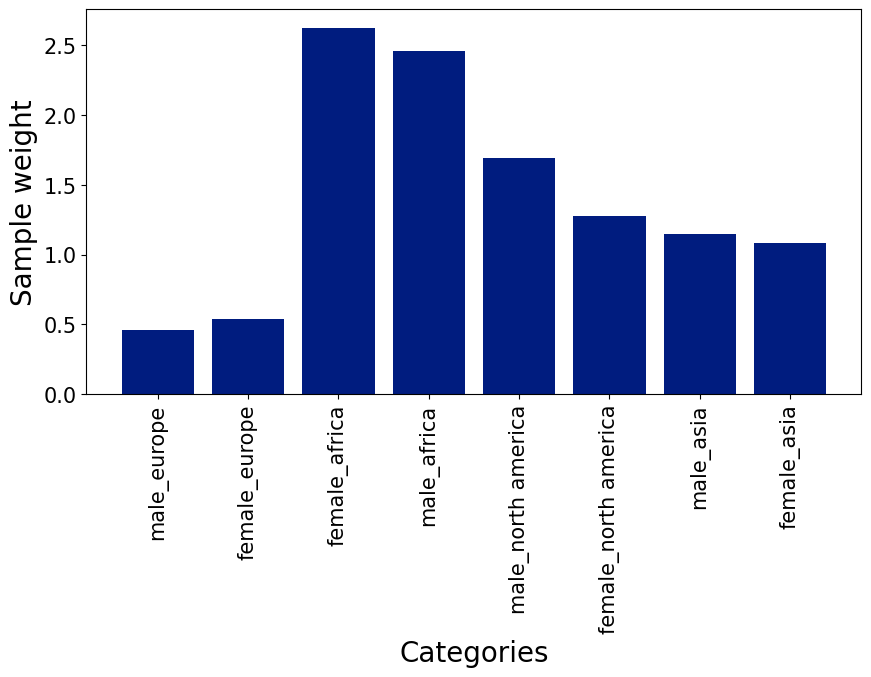 Sample weight
2.5
2.0
1.5
1.0
0.5
0.0
male_europe
female_europe
female_africa
male_africa
male_north america
female_north america
male_asia
female_asia
Categories